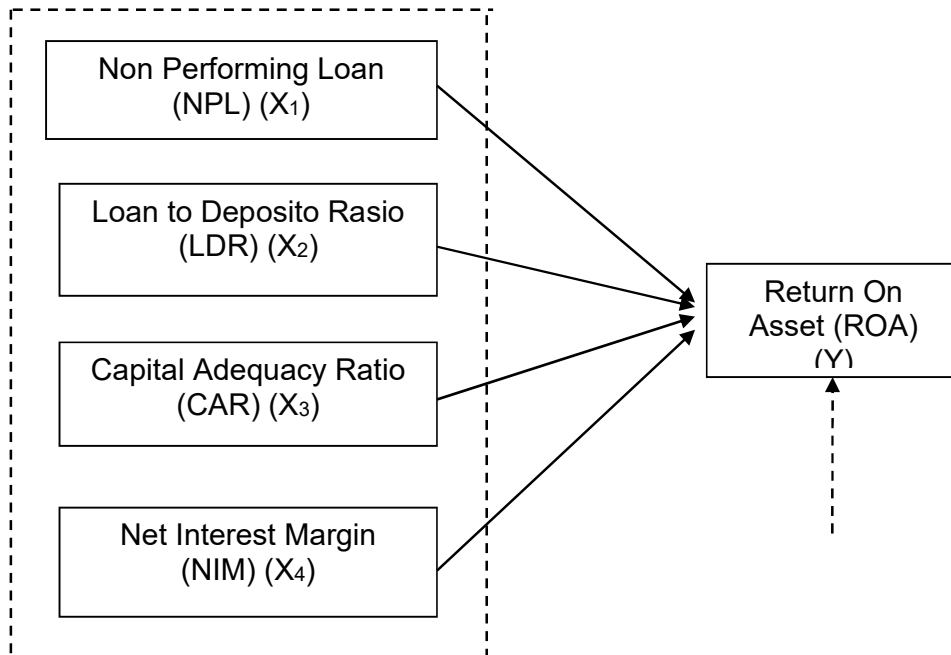 Non Performing Loan
(NPL) (X₁)
Loan to Deposito Rasio
(LDR) (X₂)
Capital Adequacy Ratio
(CAR) (X₃)
Net Interest Margin
(NIM) (X₄)
Return On
Asset (ROA)
(Y)